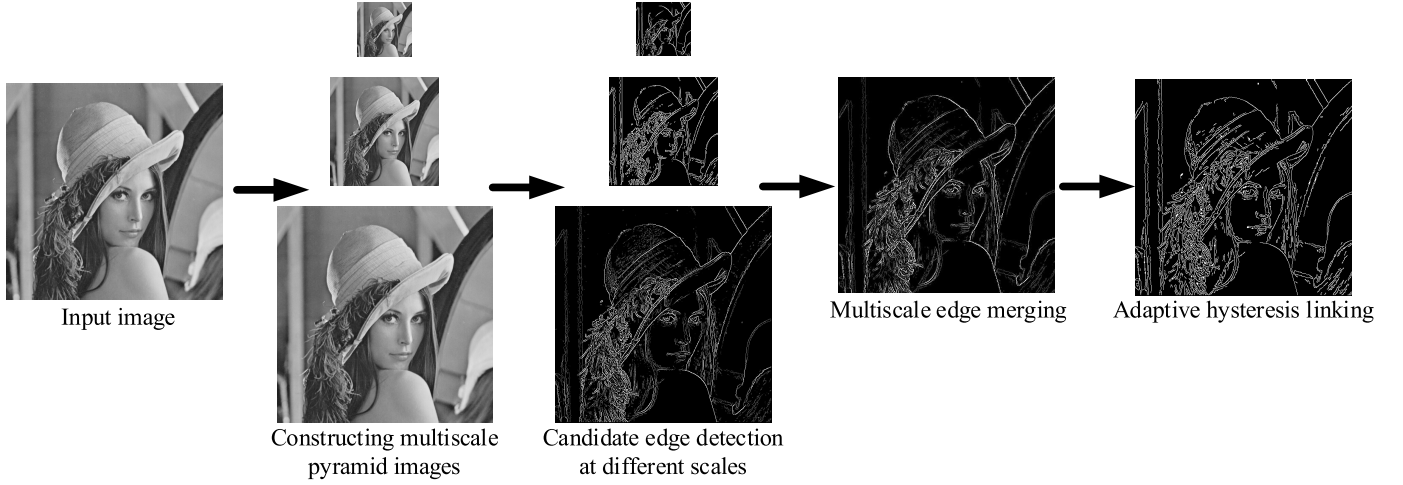 Input image
Constructing multiscale
pyramid images
Candidate edge detection
at different scales
Multiscale edge merging
Adaptive hysteresis linking